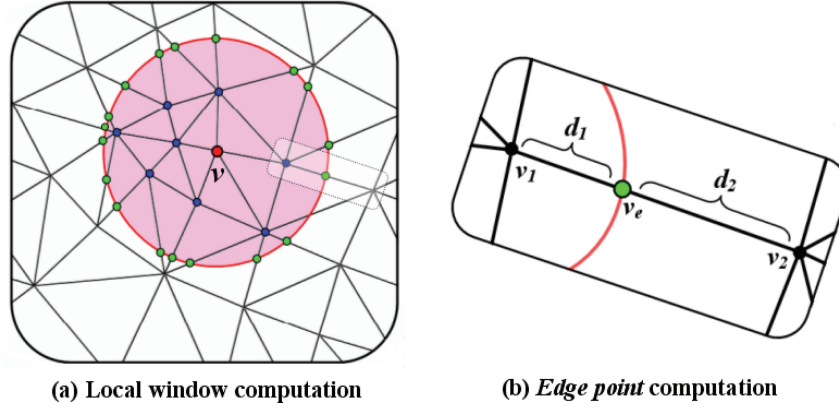 v
d1
v1
ve
d2
v2
(a) Local window computation
(b) Edge point computation